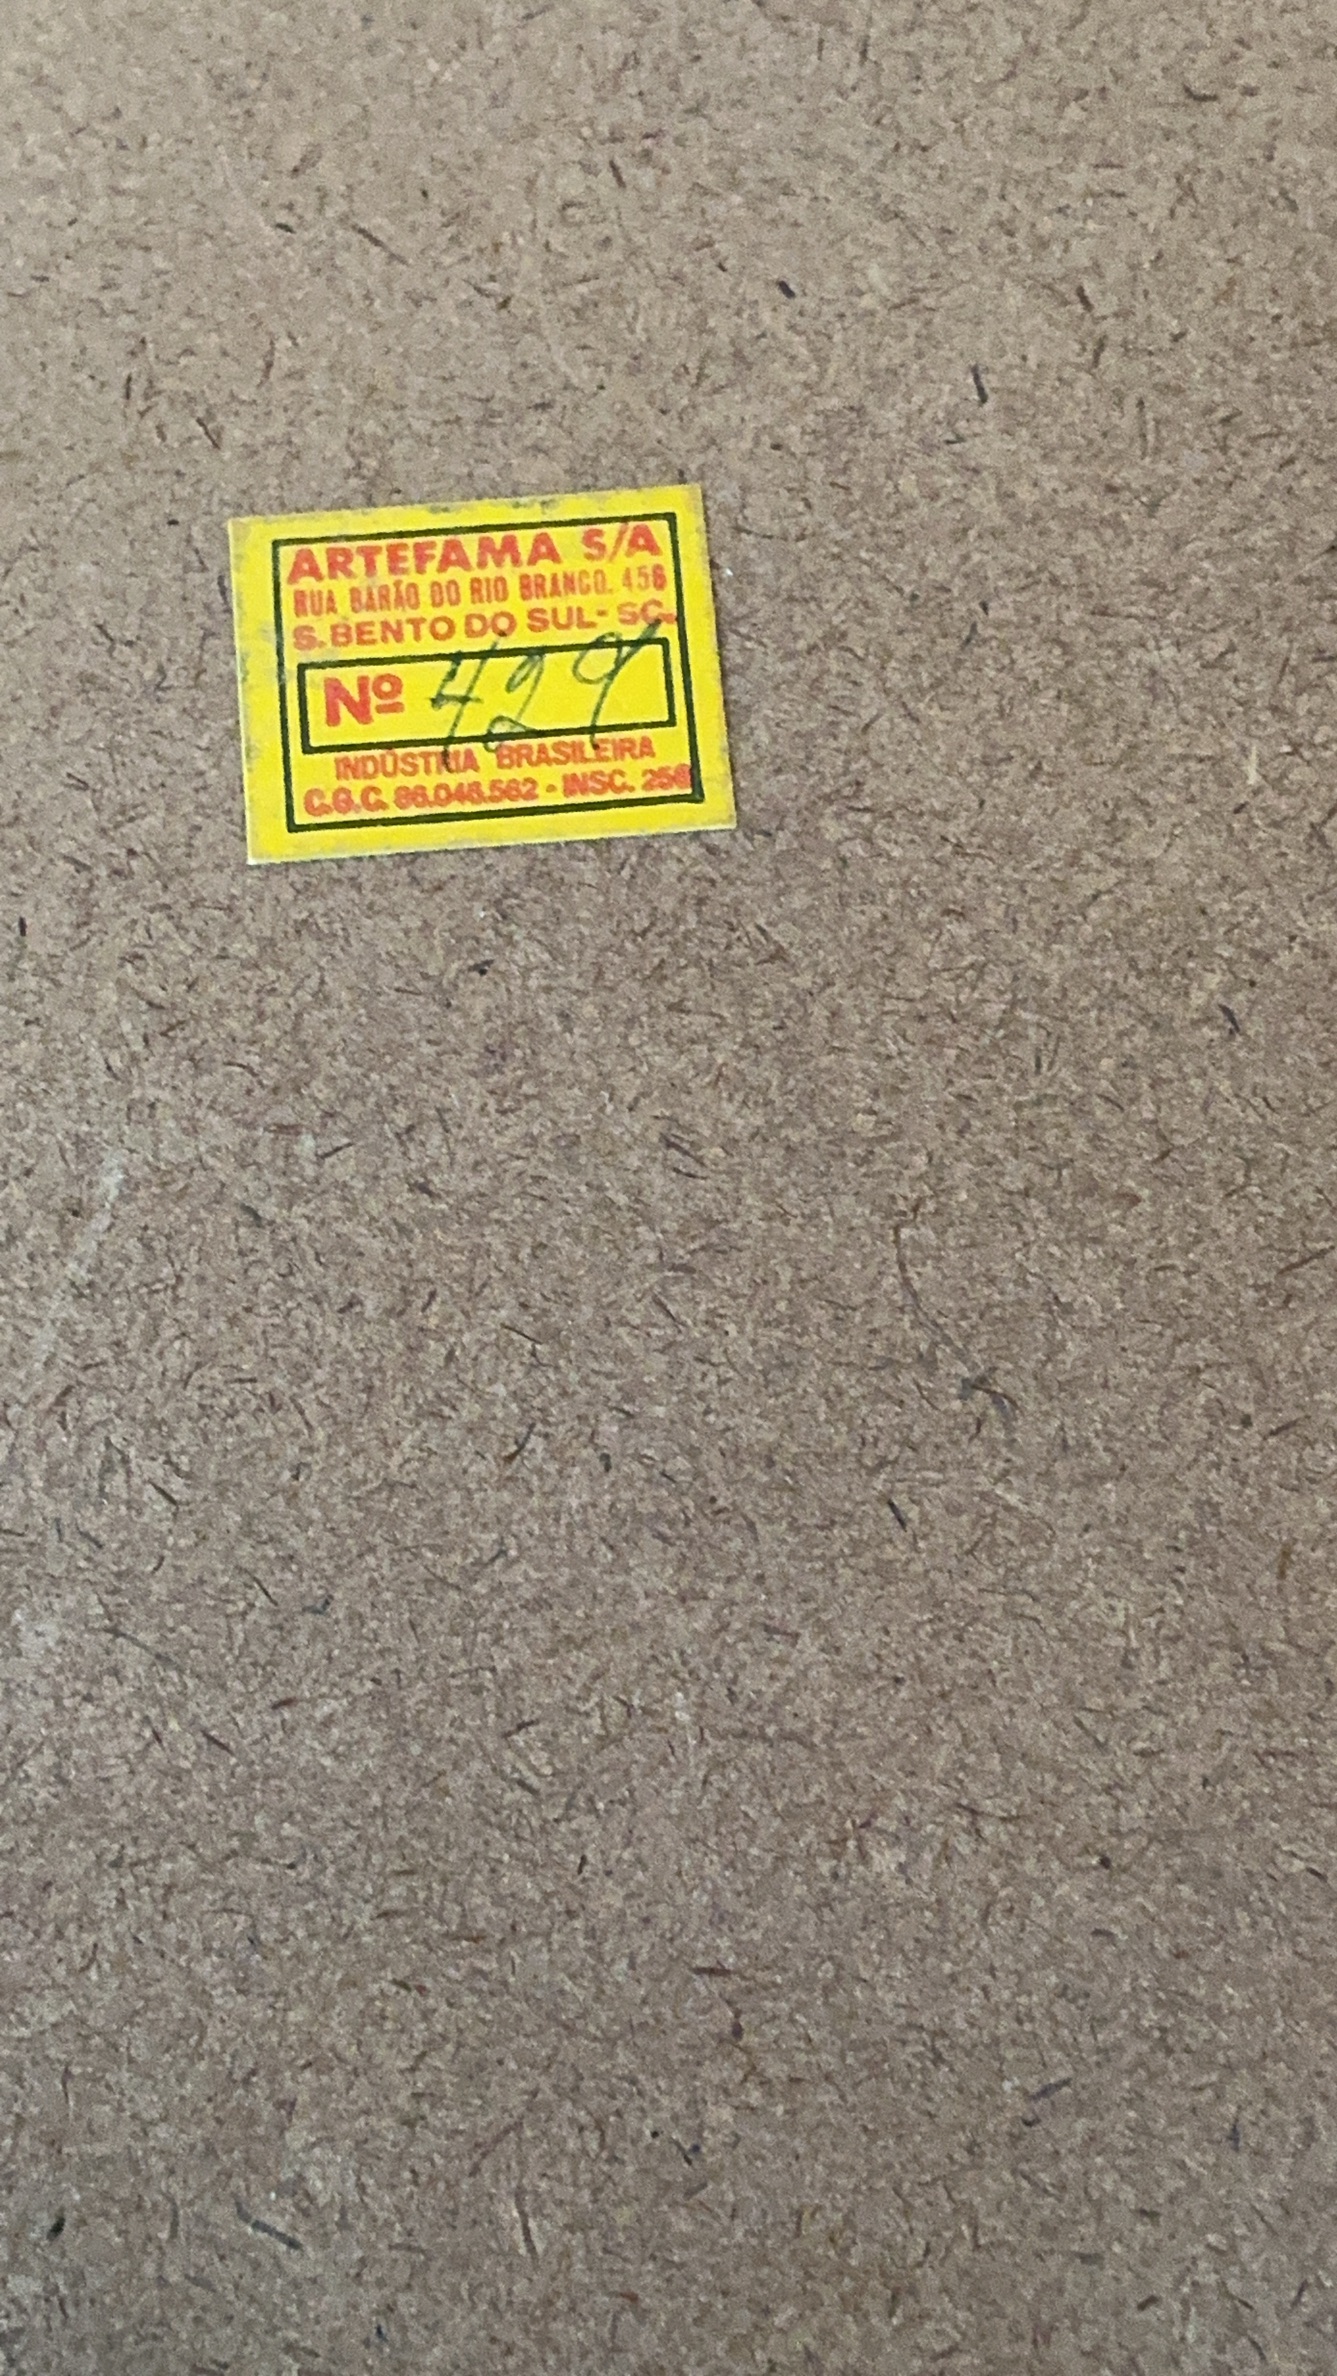 ARTEFAMA S/A
RUA BARÃO DO RIO BRANCO. 456
S. BENTO DO SUL - SC.
Nº 429
INDÚSTRIA BRASILEIRA
C.G.C. 86.046.562 - INSC. 256